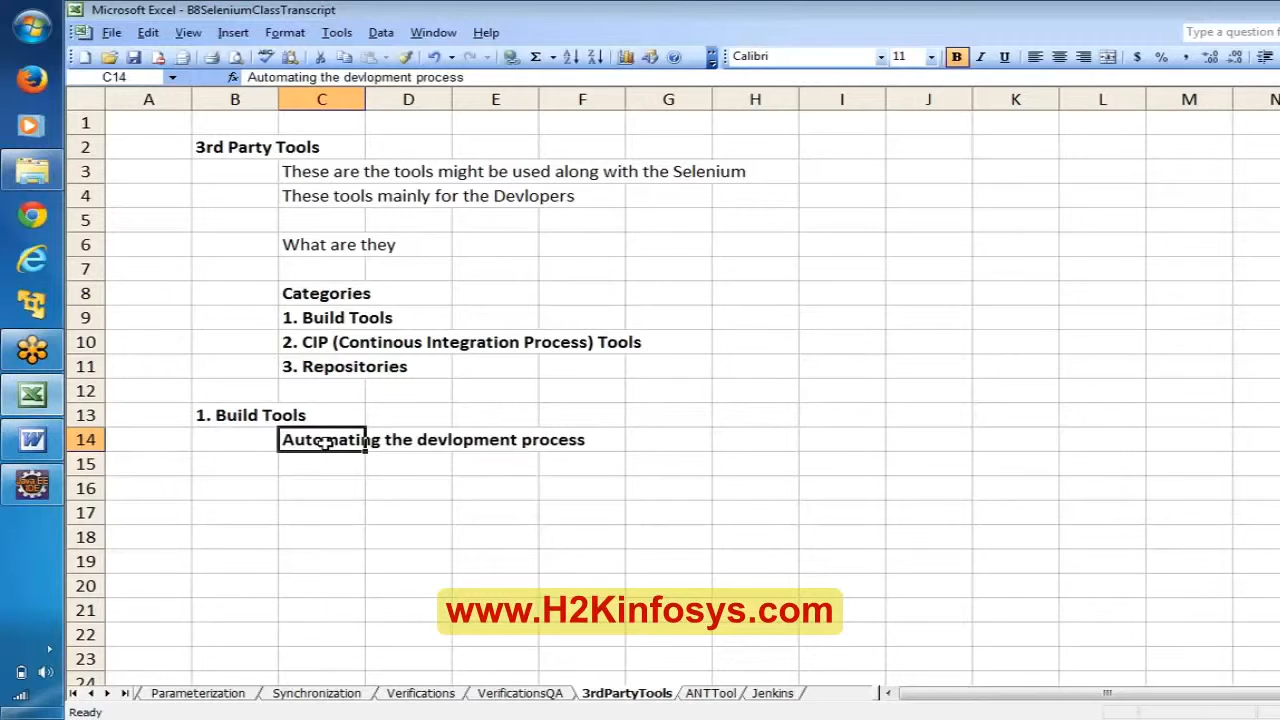 Microsoft Excel - B8SeleniumClassTranscript
File Edit View Insert Format Tools Data Window Help
Type a question f
Calibri 11 B I U $ % ,
C14 fx Automating the devlopment process
A B C D E F G H I J K L M N
1
2 3rd Party Tools
3 These are the tools might be used along with the Selenium
4 These tools mainly for the Devlopers
5
6 What are they
7
8 Categories
9 1. Build Tools
10 2. CIP (Continous Integration Process) Tools
11 3. Repositories
12
13 1. Build Tools
14 Automating the devlopment process
15
16
17
18
19
20
21
22
23
24
www.H2Kinfosys.com
Parameterization Synchronization Verifications VerificationsQA 3rdPartyTools ANTTool Jenkins
Ready